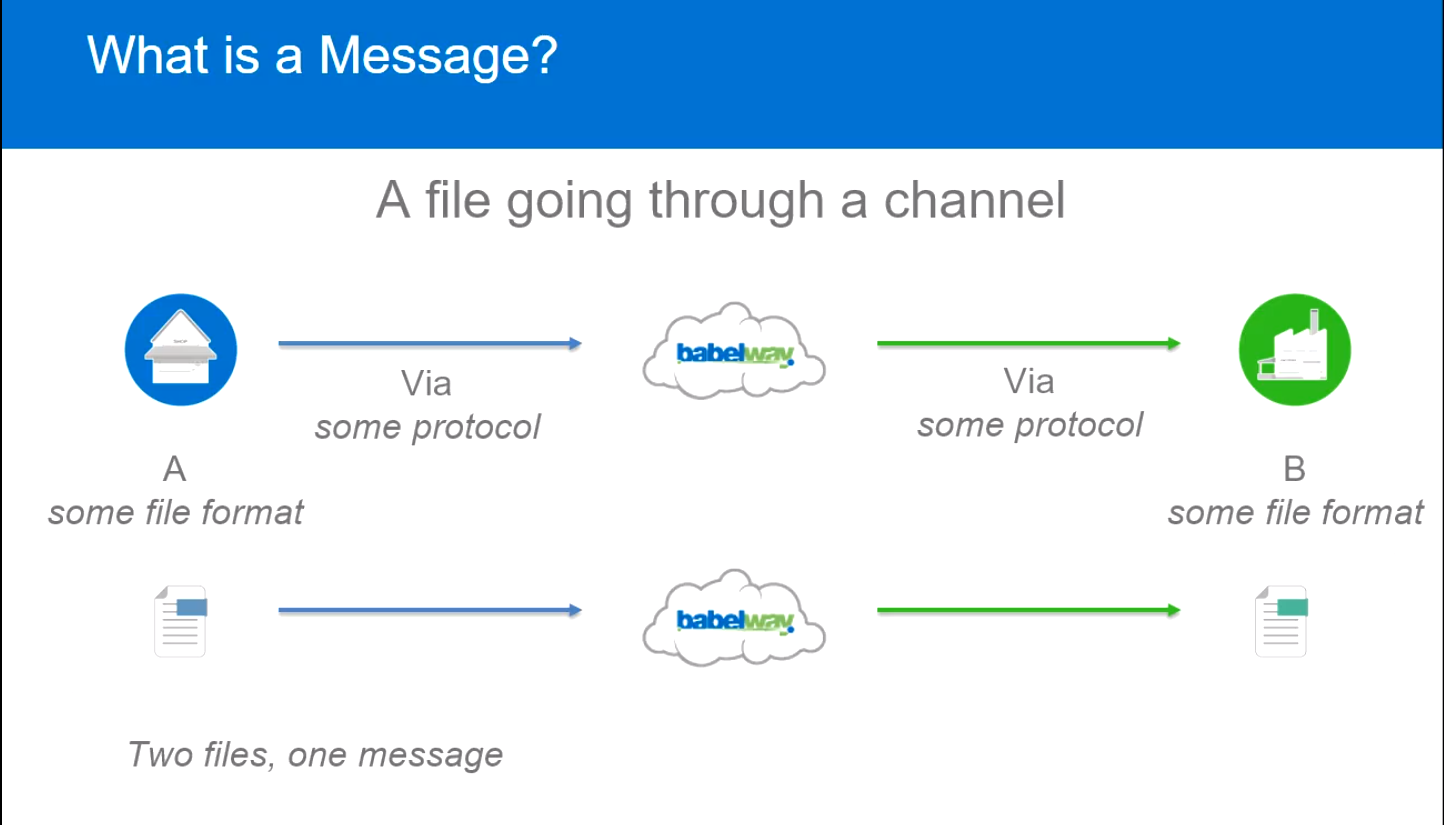 What is a Message?
A file going through a channel
babelway
Via
some protocol
Via
some protocol
A
some file format
B
some file format
babelway
Two files, one message